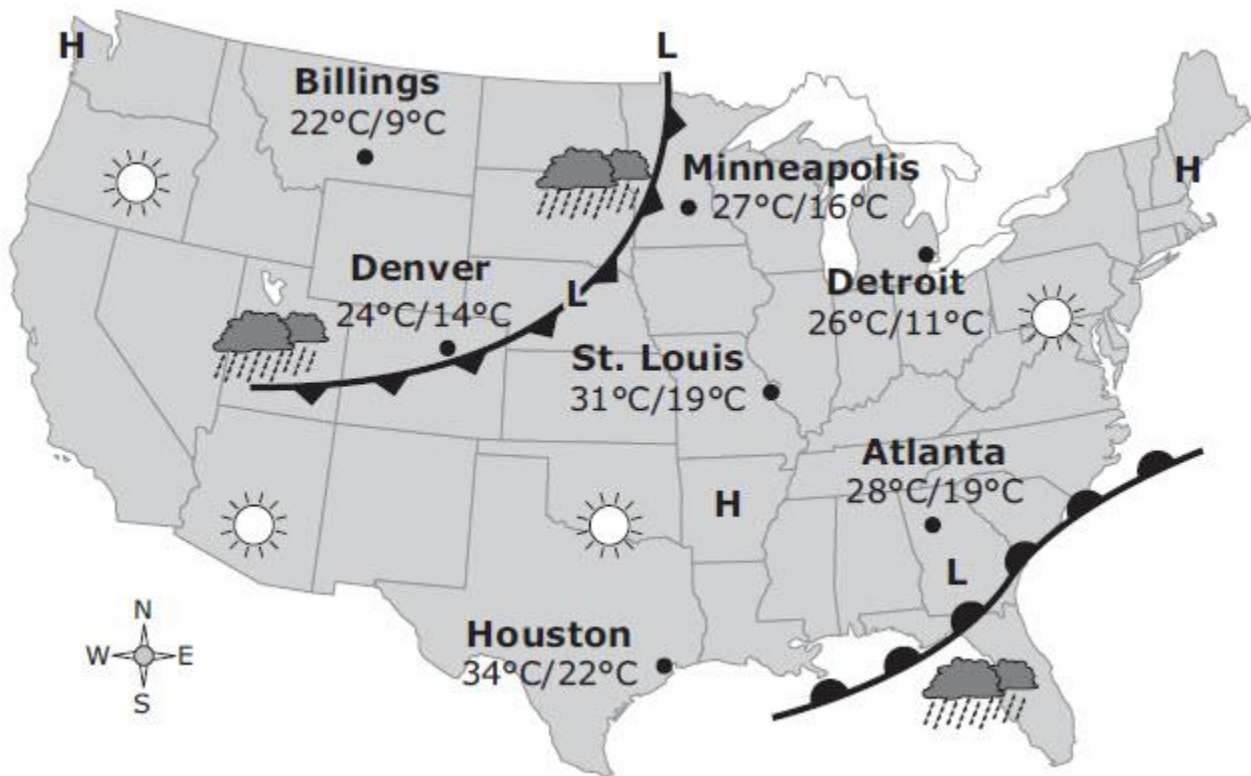 H
L
Billings
22°C/9°C
Minneapolis
27°C/16°C
H
Denver
24°C/14°C
L
Detroit
26°C/11°C
St. Louis
31°C/19°C
Atlanta
28°C/19°C
H
L
N
W E
S
Houston
34°C/22°C